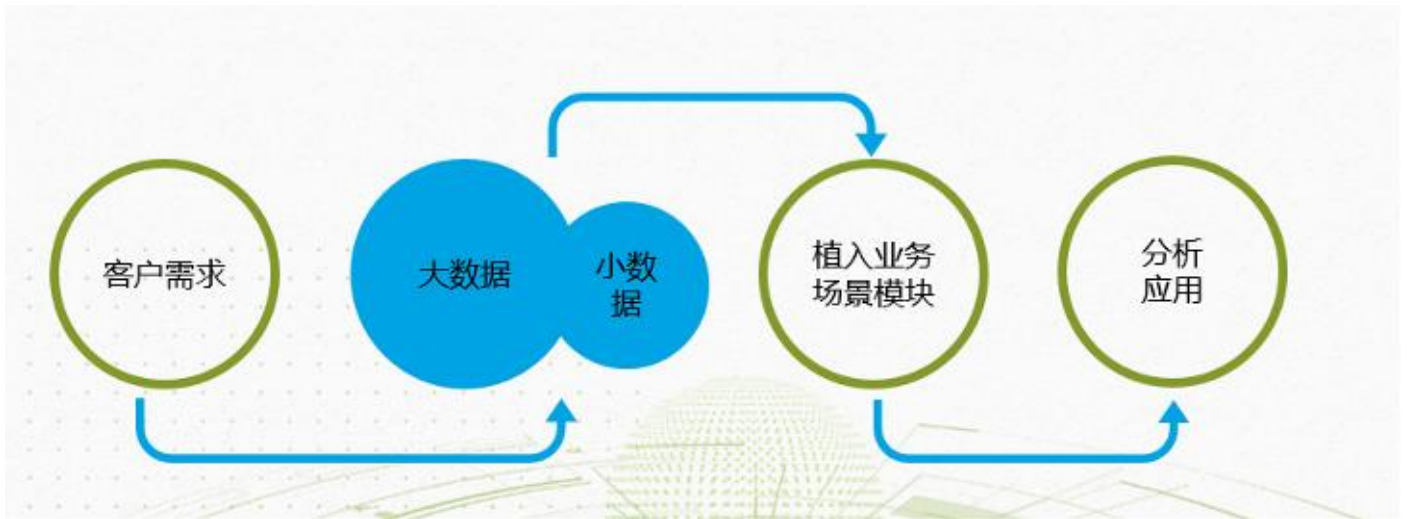 客户需求
大数据
小数
据
植入业务
场景模块
分析
应用